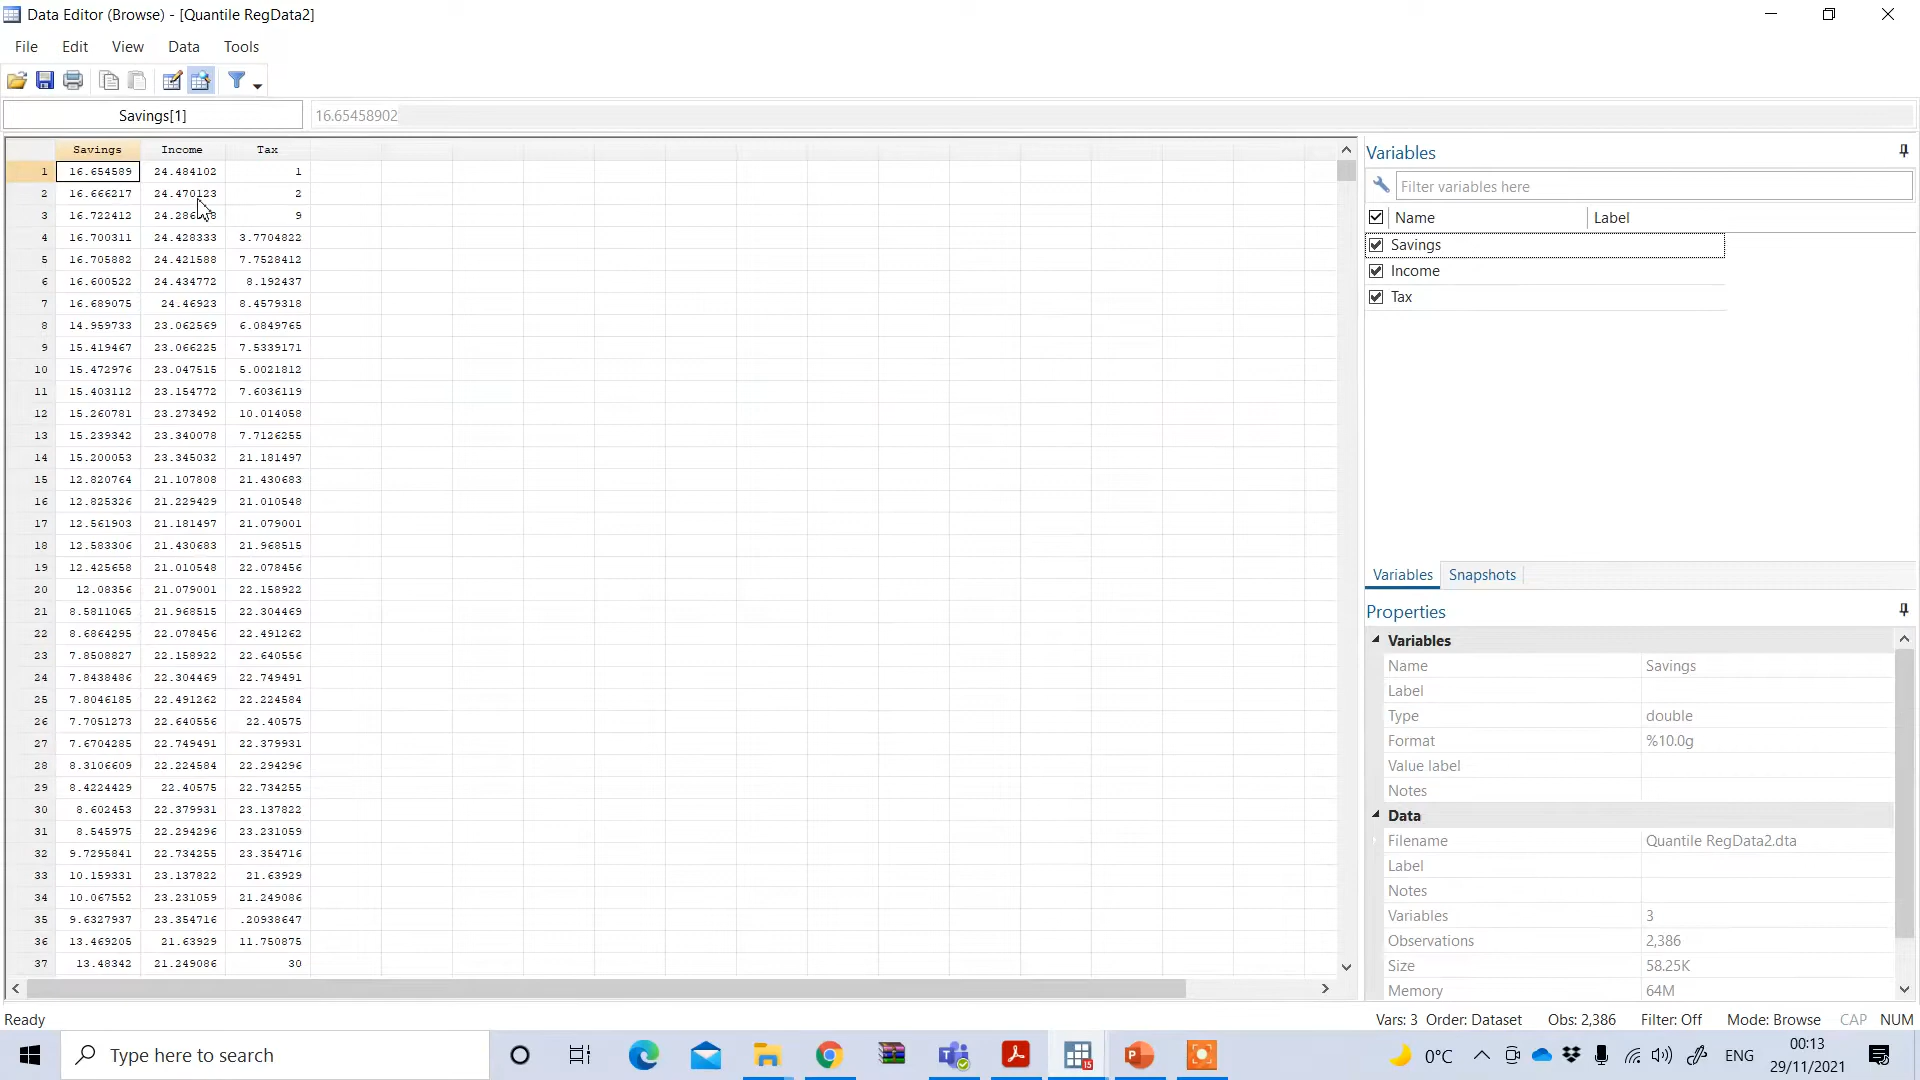 Data Editor (Browse) - [Quantile RegData2]
File Edit View Data Tools
Savings[1] 16.65458902
Savings Income Tax
1 16.654589 24.484102 1
2 16.666217 24.470123 2
3 16.722412 9
4 16.700311 24.428333 3.7704822
5 16.705882 24.421588 7.7528412
6 16.600522 24.434772 8.192437
7 16.689075 24.46923 8.4579318
8 14.959733 23.062569 6.0849765
9 15.419467 23.066225 7.5339171
10 15.472976 23.047515 5.0021812
11 15.403112 23.154772 7.6036119
12 15.260781 23.273492 10.014058
13 15.239342 23.340078 7.7126255
14 15.200053 23.345032 21.181497
15 12.820764 21.107808 21.430683
16 12.825326 21.229429 21.010548
17 12.561903 21.181497 21.079001
18 12.583306 21.430683 21.968515
19 12.425658 21.010548 22.078456
20 12.08356 21.079001 22.158922
21 8.5811065 21.968515 22.304469
22 8.6864295 22.078456 22.491262
23 7.8508827 22.158922 22.640556
24 7.8438486 22.304469 22.749491
25 7.8046185 22.491262 22.224584
26 7.7051273 22.640556 22.40575
27 7.6704285 22.749491 22.379931
28 8.3106609 22.224584 22.294296
29 8.4224429 22.40575 22.734255
30 8.602453 22.379931 23.137822
31 8.545975 22.294296 23.231059
32 9.7295841 22.734255 23.354716
33 10.159331 23.137822 21.63929
34 10.067552 23.231059 21.249086
35 9.6327937 23.354716 .20938647
36 13.469205 21.63929 11.750875
37 13.48342 21.249086 30
Variables
Filter variables here
Name Label
Savings
Income
Tax
Variables Snapshots
Properties
Variables
Name Savings
Label
Type double
Format %10.0g
Value label
Notes
Data
Filename Quantile RegData2.dta
Label
Notes
Variables 3
Observations 2,386
Size 58.25K
Memory 64M
Ready Vars: 3 Order: Dataset Obs: 2,386 Filter: Off Mode: Browse CAP NUM
Type here to search 15 0°C ENG 00:13
29/11/2021